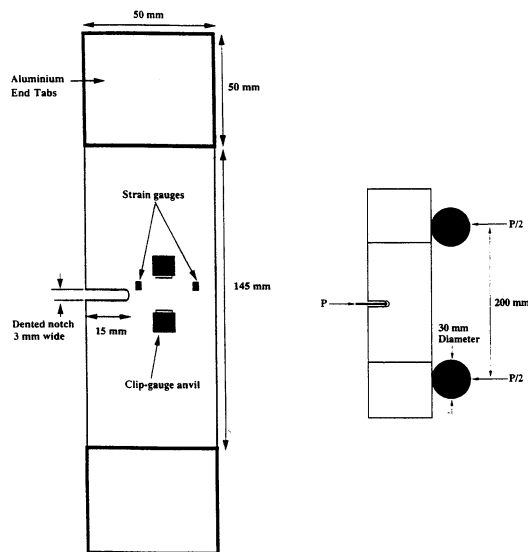 50 mm
Aluminium
End Tabs
50 mm
Strain gauges
145 mm
Dented notch
3 mm wide
15 mm
Clip-gauge anvil
P/2
P
200 mm
30 mm
Diameter
P/2